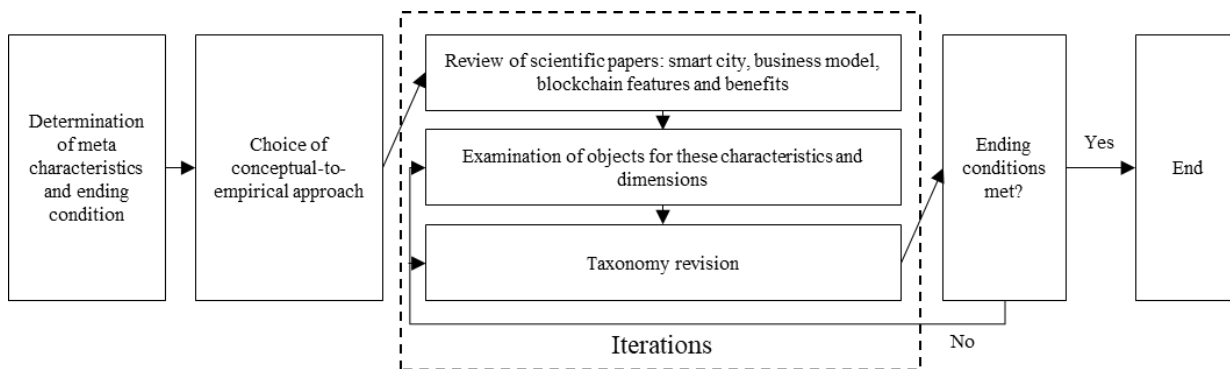 Determination
of meta
characteristics
and ending
condition
Choice of
conceptual-to-
empirical approach
Review of scientific papers: smart city, business model,
blockchain features and benefits
Examination of objects for these characteristics and
dimensions
Taxonomy revision
Iterations
Ending
conditions
met?
Yes
No
End